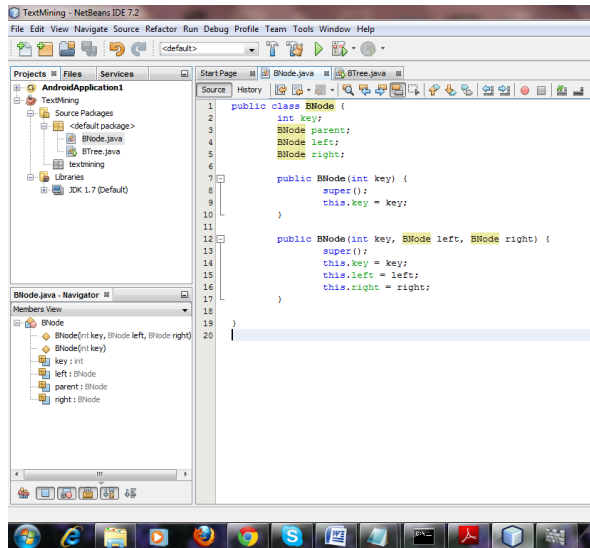 TextMining - NetBeans IDE 7.2
File Edit View Navigate Source Refactor Run Debug Profile Team Tools Window Help
<default>
Projects Files Services
AndroidApplication1
TextMining
Source Packages
<default package>
BNode.java
BTree.java
textmining
Libraries
JDK 1.7 (Default)
BNode.java - Navigator
Members View
BNode
BNode(int key, BNode left, BNode right)
BNode(int key)
key : int
left : BNode
parent : BNode
right : BNode
Start Page BNode.java BTree.java
Source History
1 public class BNode {
2 int key;
3 BNode parent;
4 BNode left;
5 BNode right;
6
7 public BNode(int key) {
8 super();
9 this.key = key;
10 }
11
12 public BNode(int key, BNode left, BNode right) {
13 super();
14 this.key = key;
15 this.left = left;
16 this.right = right;
17 }
18
19 }
20